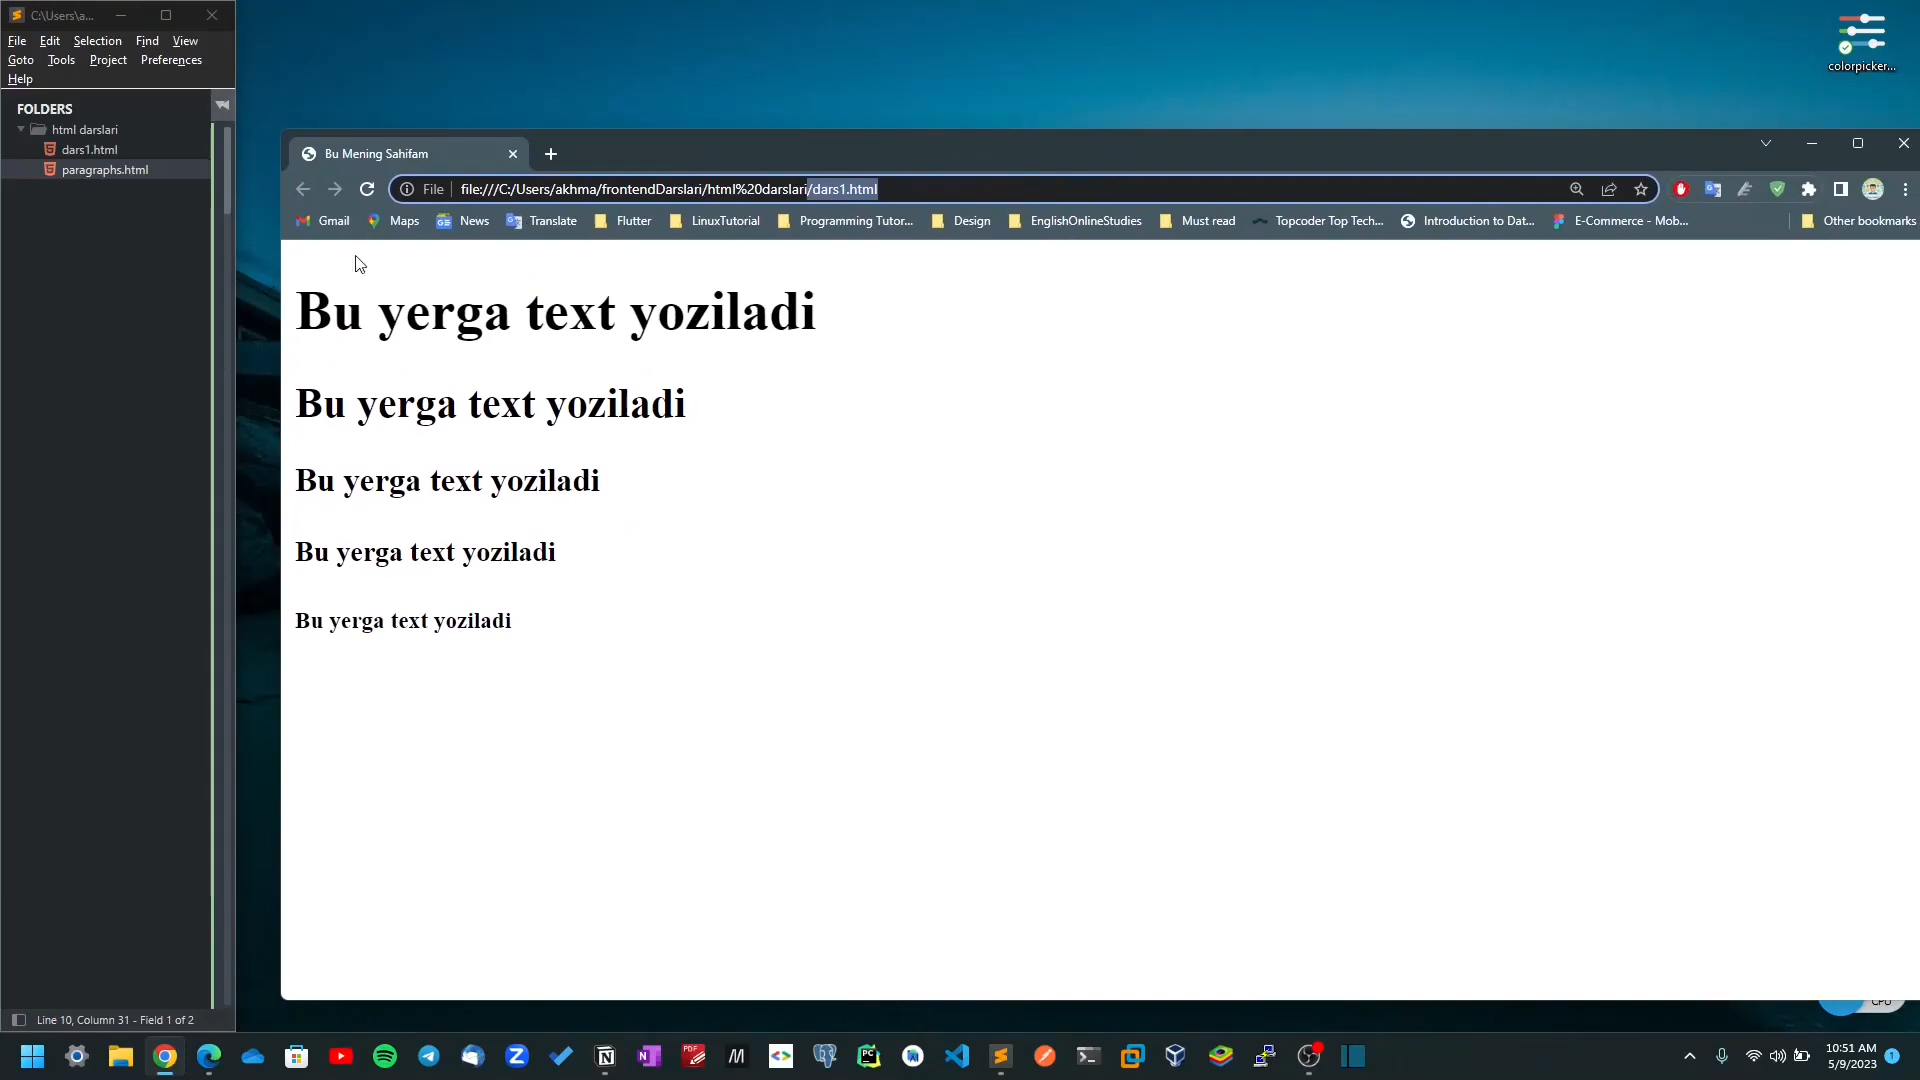 C:\Users\a...
File Edit Selection Find View
Goto Tools Project Preferences
Help
FOLDERS
html darslari
dars1.html
paragraphs.html
Line 10, Column 31 - Field 1 of 2
colorpicker...
Bu Mening Sahifam
File file:///C:/Users/akhma/frontendDarslari/html%20darslari/dars1.html
Gmail Maps News Translate Flutter LinuxTutorial Programming Tutor... Design EnglishOnlineStudies Must read Topcoder Top Tech... Introduction to Dat... E-Commerce - Mob... Other bookmarks
Bu yerga text yoziladi
Bu yerga text yoziladi
Bu yerga text yoziladi
Bu yerga text yoziladi
Bu yerga text yoziladi
CPU
10:51 AM
5/9/2023
1